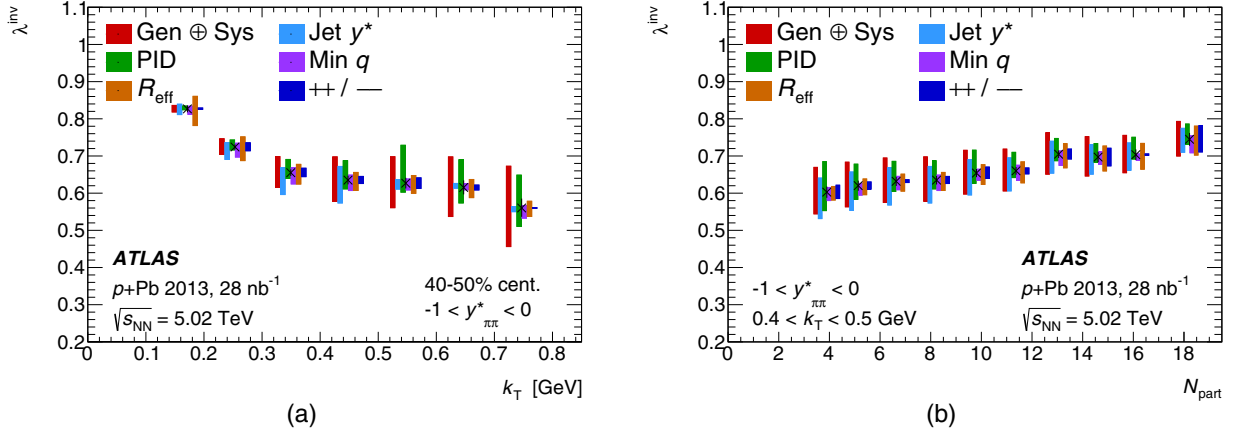 λ^inv
Gen ⊕ Sys
Jet y*
PID
Min q
R_eff
++ / −−
1.1
1
0.9
0.8
0.7
0.6
0.5
0.4
0.3
0.2
ATLAS
p+Pb 2013, 28 nb⁻¹
√s_NN = 5.02 TeV
40-50% cent.
-1 < y*_ππ < 0
0 0.1 0.2 0.3 0.4 0.5 0.6 0.7 0.8
k_T [GeV]
(a)
λ^inv
Gen ⊕ Sys
Jet y*
PID
Min q
R_eff
++ / −−
1.1
1
0.9
0.8
0.7
0.6
0.5
0.4
0.3
0.2
-1 < y*_ππ < 0
0.4 < k_T < 0.5 GeV
ATLAS
p+Pb 2013, 28 nb⁻¹
√s_NN = 5.02 TeV
0 2 4 6 8 10 12 14 16 18
N_part
(b)